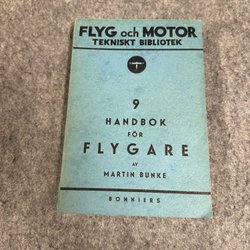 FLYG och MOTOR
TEKNISKT BIBLIOTEK
9
HANDBOK
FÖR
FLYGARE
AV
MARTIN BUNKE
BONNIERS